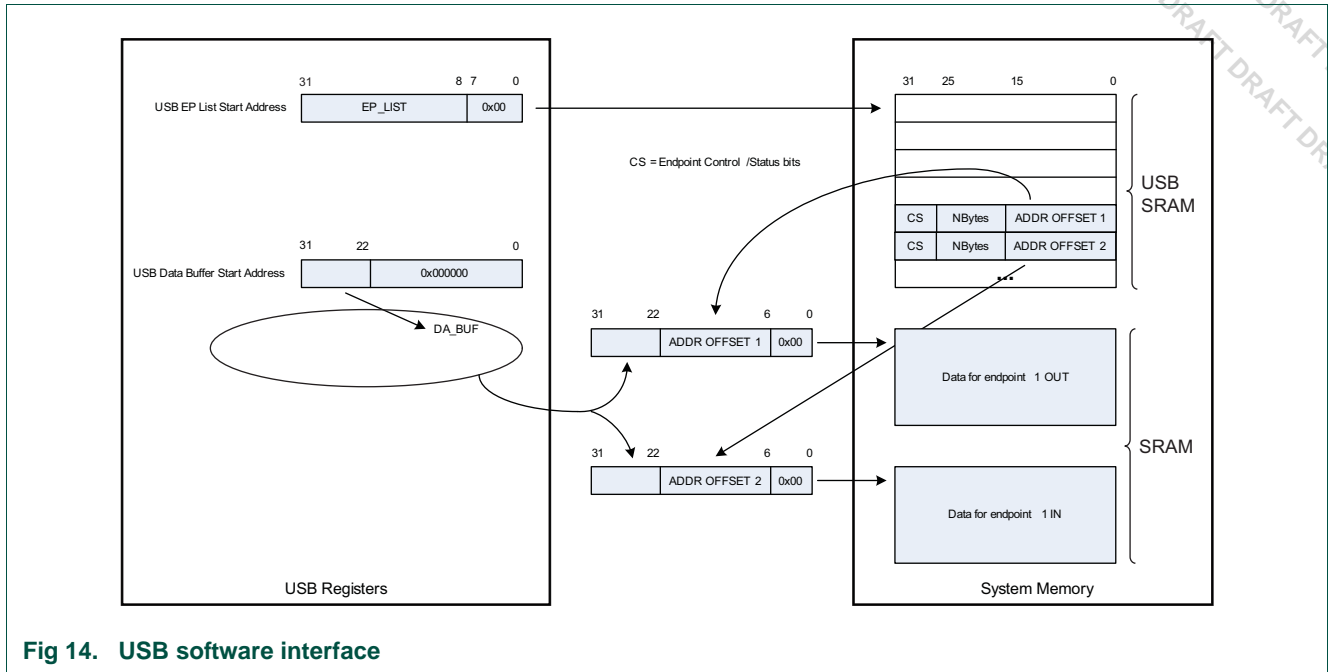 DRAFT DRAFT
DRAFT DRAFT
31 8 7 0
USB EP List Start Address EP_LIST 0x00
31 25 15 0
CS = Endpoint Control /Status bits
USB
SRAM
CS NBytes ADDR OFFSET 1
CS NBytes ADDR OFFSET 2
...
31 22 0
USB Data Buffer Start Address 0x000000
DA_BUF
31 22 6 0
ADDR OFFSET 1 0x00
Data for endpoint 1 OUT
SRAM
31 22 6 0
ADDR OFFSET 2 0x00
Data for endpoint 1 IN
USB Registers
System Memory
Fig 14. USB software interface